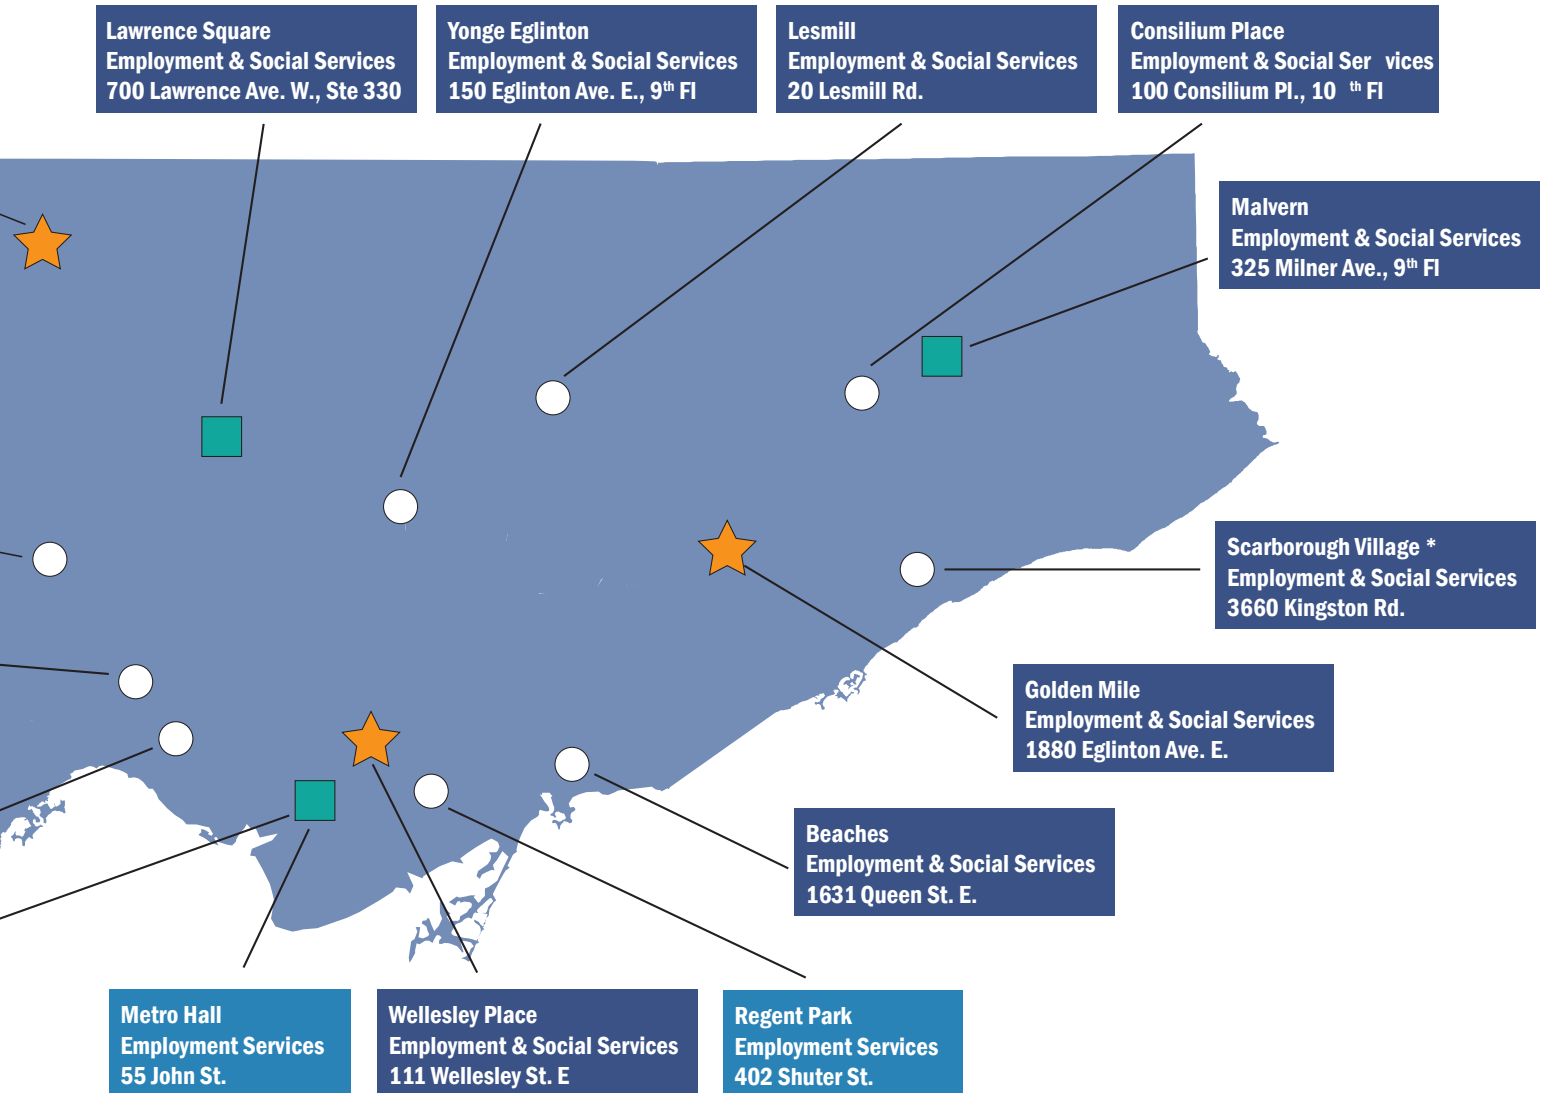 Lawrence Square
Employment & Social Services
700 Lawrence Ave. W., Ste 330
Yonge Eglinton
Employment & Social Services
150 Eglinton Ave. E., 9th Fl
Lesmill
Employment & Social Services
20 Lesmill Rd.
Consilium Place
Employment & Social Ser vices
100 Consilium Pl., 10 th Fl
Malvern
Employment & Social Services
325 Milner Ave., 9th Fl
Scarborough Village *
Employment & Social Services
3660 Kingston Rd.
Golden Mile
Employment & Social Services
1880 Eglinton Ave. E.
Beaches
Employment & Social Services
1631 Queen St. E.
Metro Hall
Employment Services
55 John St.
Wellesley Place
Employment & Social Services
111 Wellesley St. E
Regent Park
Employment Services
402 Shuter St.